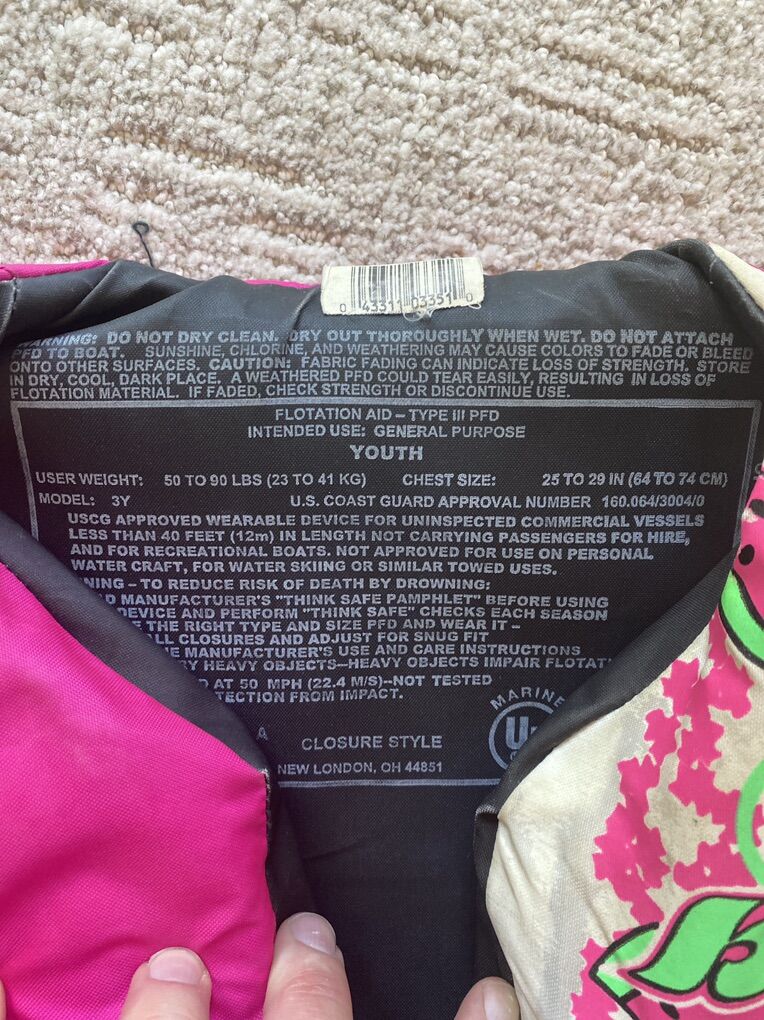 0 43311 03351 0
WARNING: DO NOT DRY CLEAN. DRY OUT THOROUGHLY WHEN WET. DO NOT ATTACH
PFD TO BOAT. SUNSHINE, CHLORINE, AND WEATHERING MAY CAUSE COLORS TO FADE OR BLEED
ONTO OTHER SURFACES. CAUTION: FABRIC FADING CAN INDICATE LOSS OF STRENGTH. STORE
IN DRY, COOL, DARK PLACE. A WEATHERED PFD COULD TEAR EASILY, RESULTING IN LOSS OF
FLOTATION MATERIAL. IF FADED, CHECK STRENGTH OR DISCONTINUE USE.
FLOTATION AID – TYPE III PFD
INTENDED USE: GENERAL PURPOSE
YOUTH
USER WEIGHT: 50 TO 90 LBS (23 TO 41 KG) CHEST SIZE: 25 TO 29 IN (64 TO 74 CM)
MODEL: 3Y U.S. COAST GUARD APPROVAL NUMBER 160.064/3004/0
USCG APPROVED WEARABLE DEVICE FOR UNINSPECTED COMMERCIAL VESSELS
LESS THAN 40 FEET (12m) IN LENGTH NOT CARRYING PASSENGERS FOR HIRE,
AND FOR RECREATIONAL BOATS. NOT APPROVED FOR USE ON PERSONAL
WATER CRAFT, FOR WATER SKIING OR SIMILAR TOWED USES.
NING – TO REDUCE RISK OF DEATH BY DROWNING:
D MANUFACTURER'S "THINK SAFE PAMPHLET" BEFORE USING
DEVICE AND PERFORM "THINK SAFE" CHECKS EACH SEASON
E THE RIGHT TYPE AND SIZE PFD AND WEAR IT –
LL CLOSURES AND ADJUST FOR SNUG FIT
HE MANUFACTURER'S USE AND CARE INSTRUCTIONS
RY HEAVY OBJECTS–HEAVY OBJECTS IMPAIR FLOTAT
D AT 50 MPH (22.4 M/S)--NOT TESTED
TECTION FROM IMPACT.
MARINE
U
A
CLOSURE STYLE
NEW LONDON, OH 44851